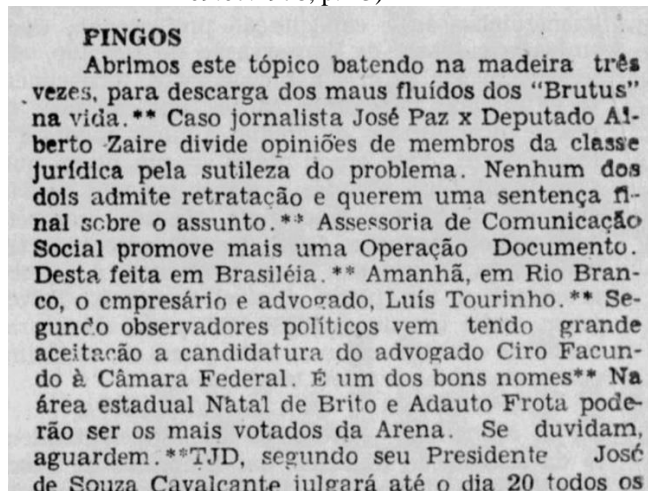 PINGOS
Abrimos este tópico batendo na madeira três
vezes, para descarga dos maus fluídos dos "Brutus"
na vida.** Caso jornalista José Paz x Deputado Al-
berto Zaire divide opiniões de membros da classe
jurídica pela sutileza do problema. Nenhum dos
dois admite retratação e querem uma sentença fi-
nal sobre o assunto.** Assessoria de Comunicação
Social promove mais uma Operação Documento.
Desta feita em Brasiléia.** Amanhã, em Rio Bran-
co, o empresário e advogado, Luís Tourinho.** Se-
gundo observadores políticos vem tendo grande
aceitação a candidatura do advogado Ciro Facun-
do à Câmara Federal. É um dos bons nomes** Na
área estadual Natal de Brito e Adauto Frota pode-
rão ser os mais votados da Arena. Se duvidam,
aguardem.**TJD, segundo seu Presidente José
de Souza Cavalcante julgará até o dia 20 todos os